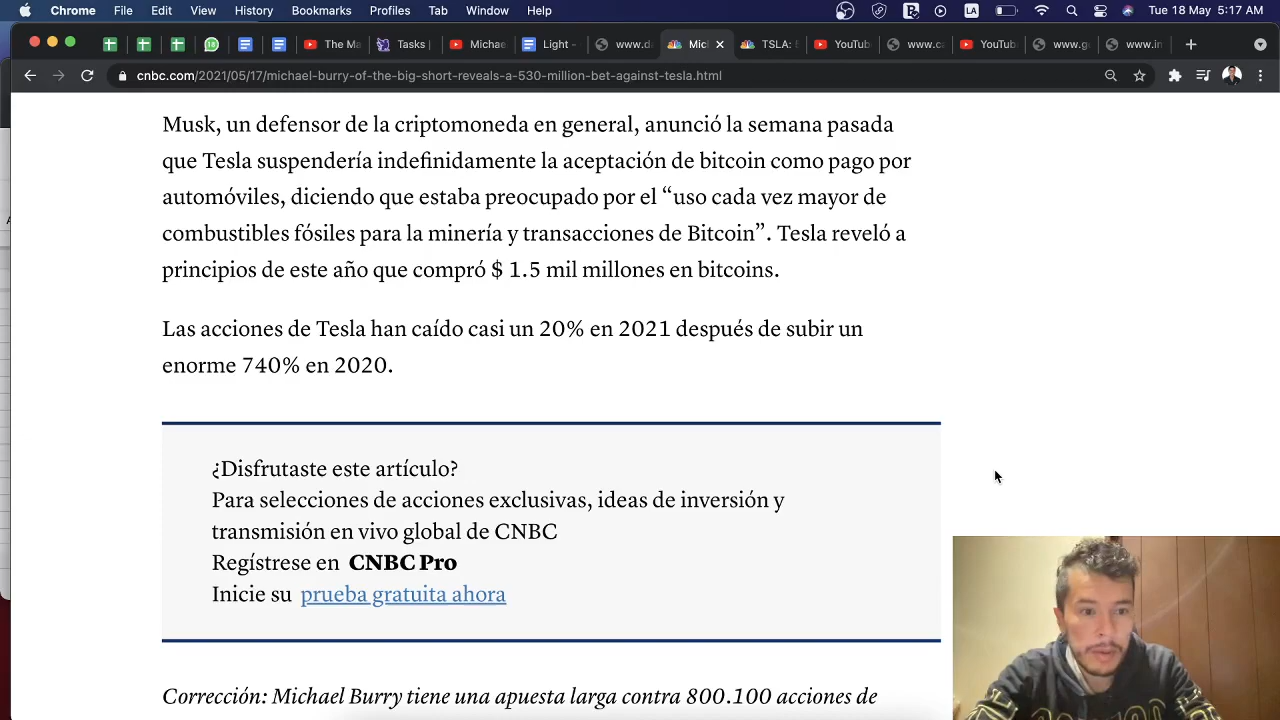 Chrome File Edit View History Bookmarks Profiles Tab Window Help LA Tue 18 May 5:17 AM
The Ma Tasks Michae Light - www.d Mic TSLA: E YouTub www.c YouTub www.g www.in
cnbc.com/2021/05/17/michael-burry-of-the-big-short-reveals-a-530-million-bet-against-tesla.html
Musk, un defensor de la criptomoneda en general, anunció la semana pasada
que Tesla suspendería indefinidamente la aceptación de bitcoin como pago por
automóviles, diciendo que estaba preocupado por el “uso cada vez mayor de
combustibles fósiles para la minería y transacciones de Bitcoin”. Tesla reveló a
principios de este año que compró $ 1.5 mil millones en bitcoins.
Las acciones de Tesla han caído casi un 20% en 2021 después de subir un
enorme 740% en 2020.
¿Disfrutaste este artículo?
Para selecciones de acciones exclusivas, ideas de inversión y
transmisión en vivo global de CNBC
Regístrese en CNBC Pro
Inicie su prueba gratuita ahora
Corrección: Michael Burry tiene una apuesta larga contra 800.100 acciones de